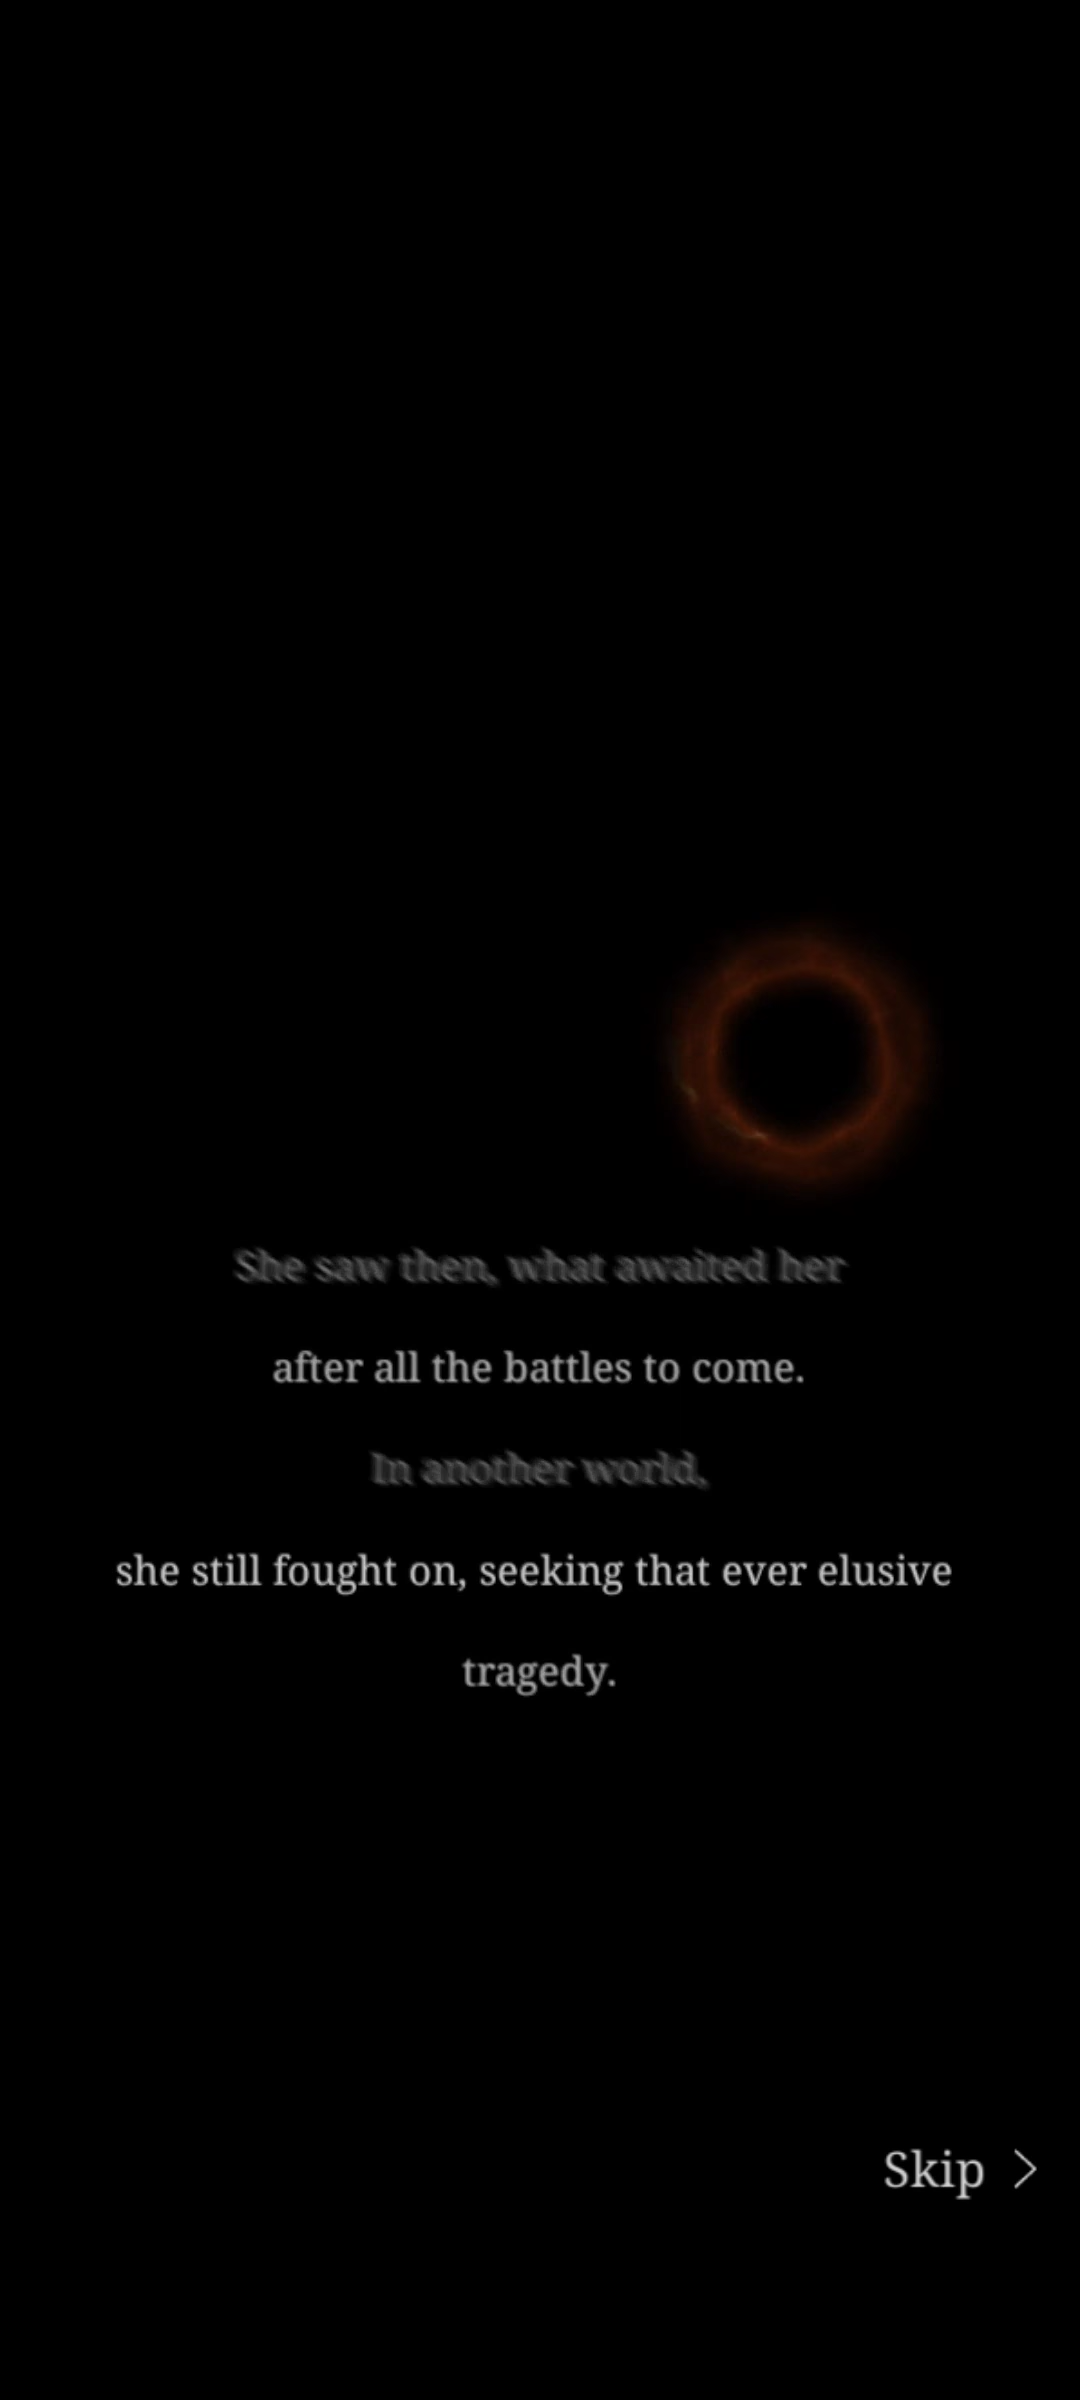 She saw then, what awaited her
after all the battles to come.
In another world,
she still fought on, seeking that ever elusive
tragedy.
Skip >